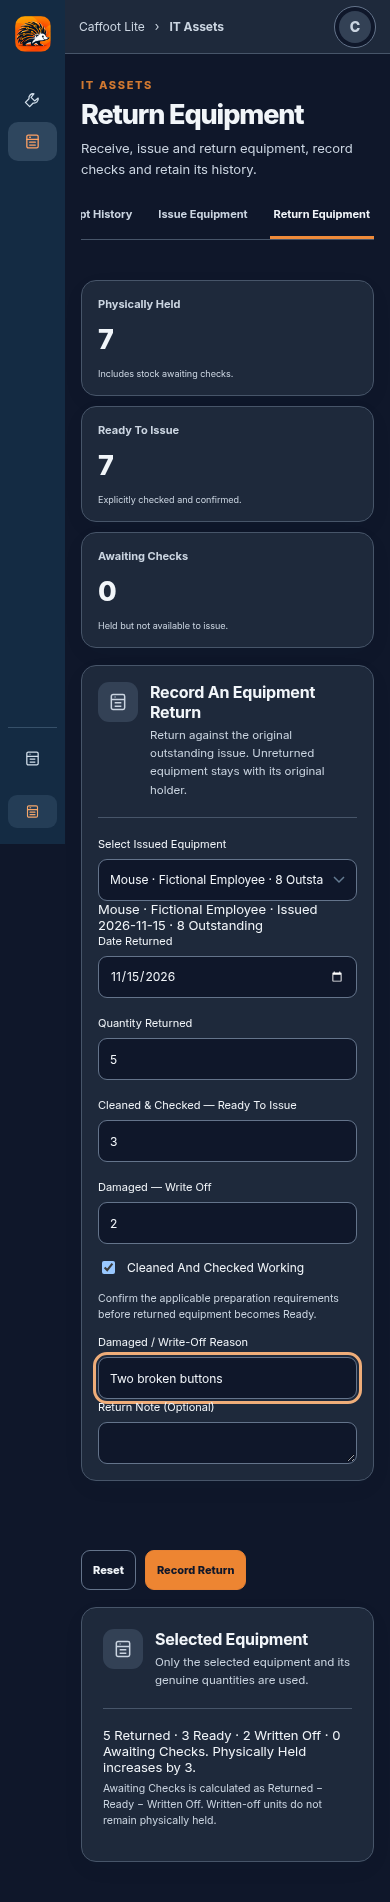 Caffoot Lite › IT Assets
C
IT ASSETS
Return Equipment
Receive, issue and return equipment, record
checks and retain its history.
pt History Issue Equipment Return Equipment
Physically Held
7
Includes stock awaiting checks.
Ready To Issue
7
Explicitly checked and confirmed.
Awaiting Checks
0
Held but not available to issue.
Record An Equipment
Return
Return against the original
outstanding issue. Unreturned
equipment stays with its original
holder.
Select Issued Equipment
Mouse · Fictional Employee · 8 Outsta
Mouse · Fictional Employee · Issued
2026-11-15 · 8 Outstanding
Date Returned
11/15/2026
Quantity Returned
5
Cleaned & Checked — Ready To Issue
3
Damaged — Write Off
2
Cleaned And Checked Working
Confirm the applicable preparation requirements
before returned equipment becomes Ready.
Damaged / Write-Off Reason
Two broken buttons
Return Note (Optional)
Reset Record Return
Selected Equipment
Only the selected equipment and its
genuine quantities are used.
5 Returned · 3 Ready · 2 Written Off · 0
Awaiting Checks. Physically Held
increases by 3.
Awaiting Checks is calculated as Returned −
Ready − Written Off. Written-off units do not
remain physically held.